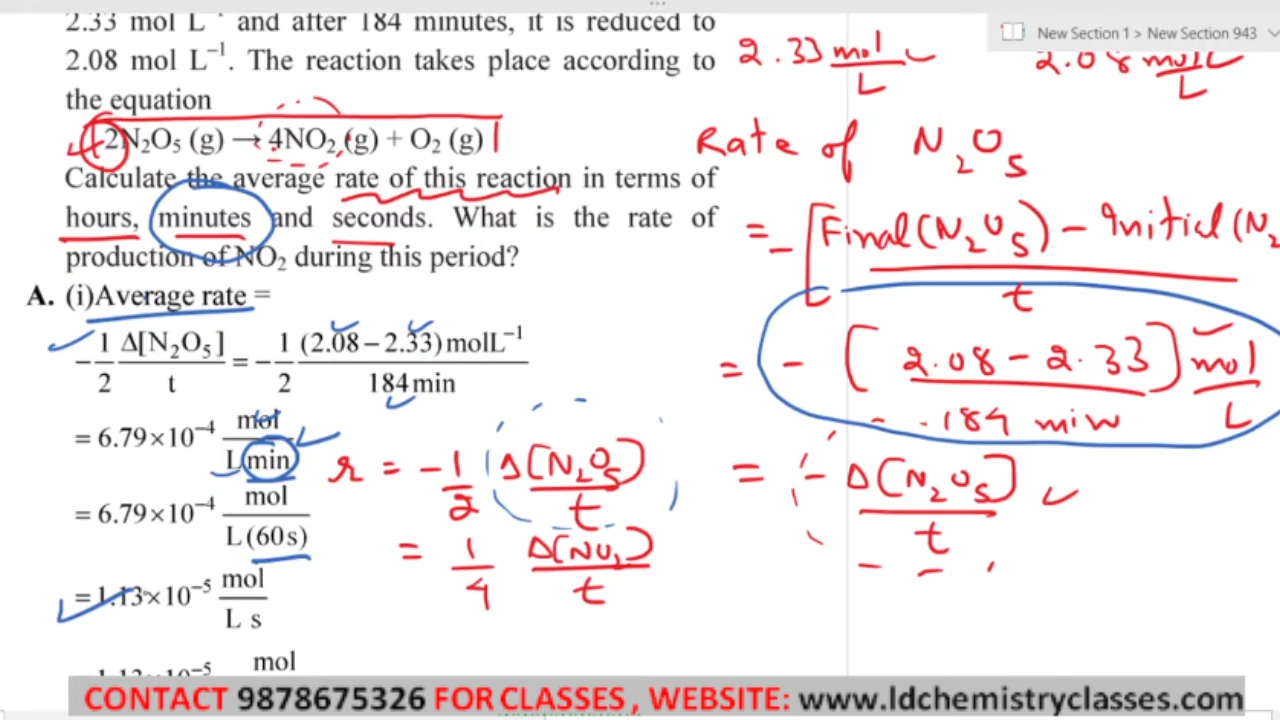 2.33 mol L⁻¹ and after 184 minutes, it is reduced to
2.08 mol L⁻¹. The reaction takes place according to
the equation
2N₂O₅ (g) → 4NO₂ (g) + O₂ (g)
Calculate the average rate of this reaction in terms of
hours, minutes and seconds. What is the rate of
production of NO₂ during this period?
A. (i)Average rate =
-1/2 Δ[N₂O₅]/t = -1/2 (2.08 – 2.33) molL⁻¹/184 min
= 6.79×10⁻⁴ mol/L min
= 6.79×10⁻⁴ mol/L (60 s)
= 1.13×10⁻⁵ mol/L s
1.13×10⁻⁵ mol
r = -1/2 Δ[N₂O₅]/t
= 1/4 Δ[NO₂]/t
New Section 1 > New Section 943
2.33 mol/L 2.08 mol/L
Rate of N₂O₅
= -[Final(N₂O₅) – Initial(N₂
t
= -(2.08 – 2.33) mol/L
184 min
= -Δ[N₂O₅]/t
CONTACT 9878675326 FOR CLASSES , WEBSITE: www.ldchemistryclasses.com